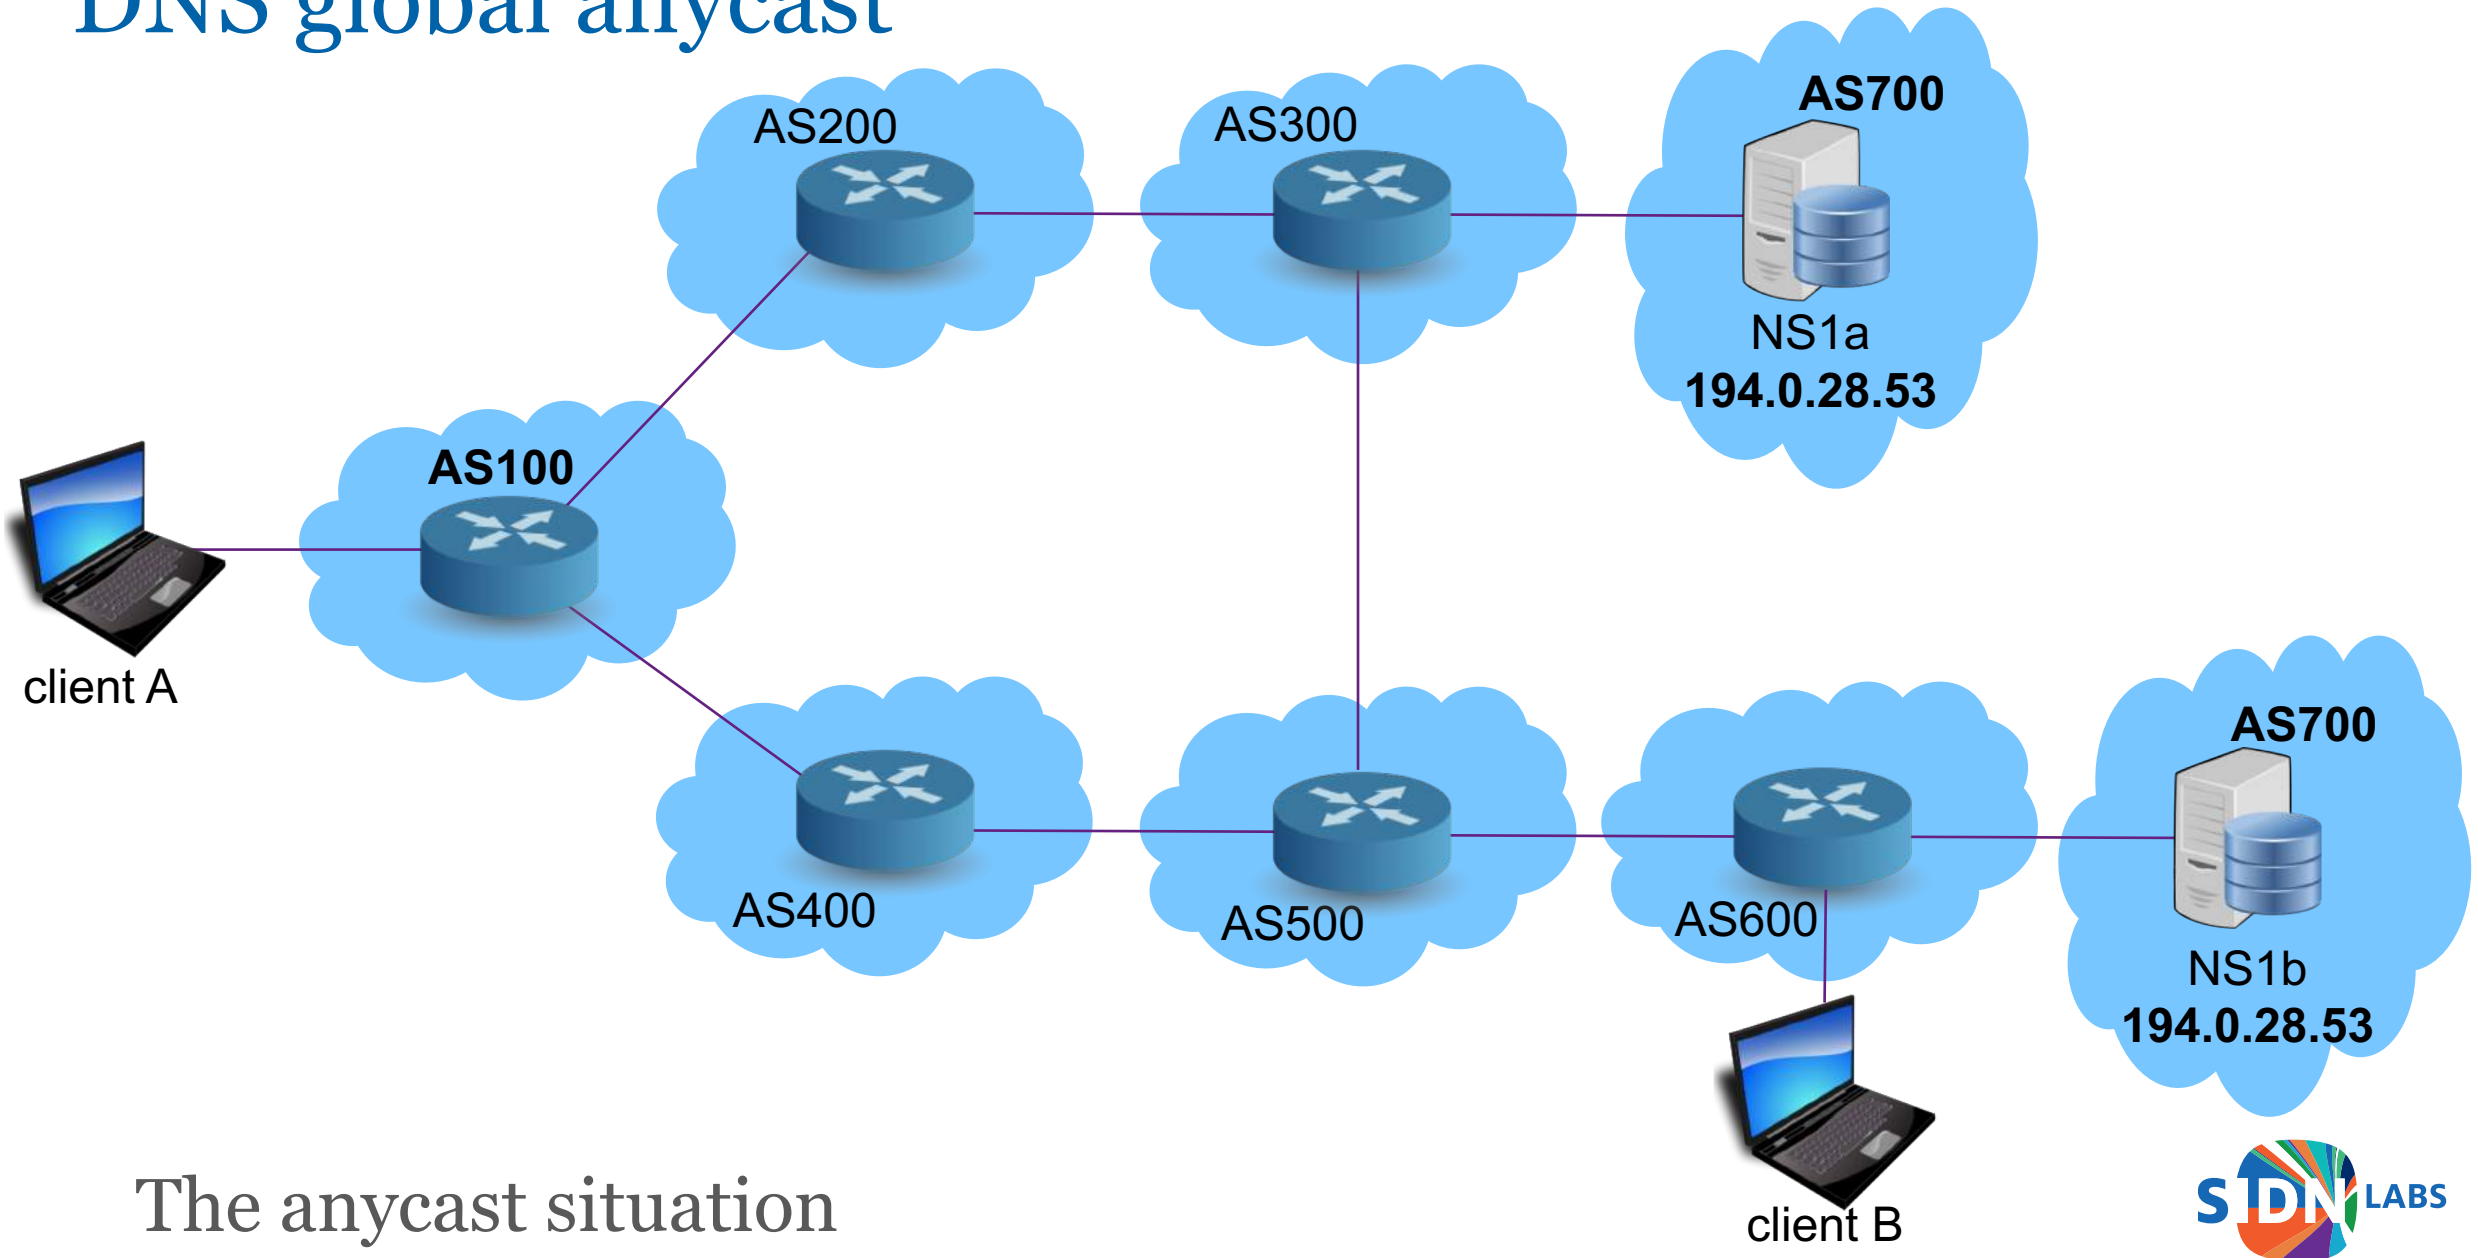 DNS global anycast
AS200
AS300
AS700
NS1a
194.0.28.53
AS100
client A
AS400
AS500
AS600
AS700
NS1b
194.0.28.53
client B
The anycast situation
SIDN LABS